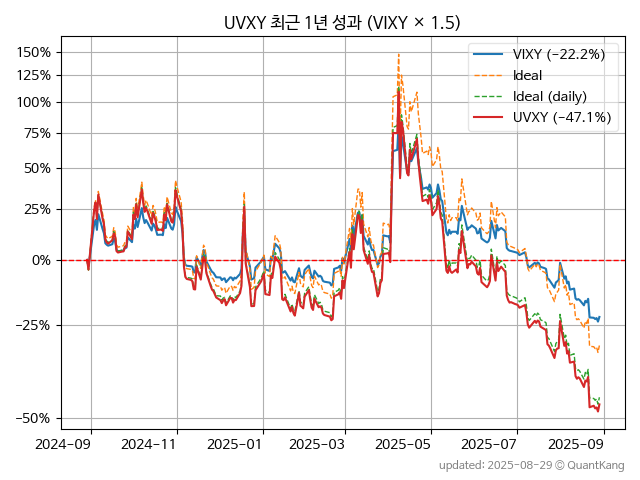 UVXY 최근 1년 성과 (VIXY × 1.5)
150%
125%
100%
75%
50%
25%
0%
−25%
−50%
VIXY (−22.2%)
Ideal
Ideal (daily)
UVXY (−47.1%)
2024-09
2024-11
2025-01
2025-03
2025-05
2025-07
2025-09
updated: 2025-08-29 © QuantKang